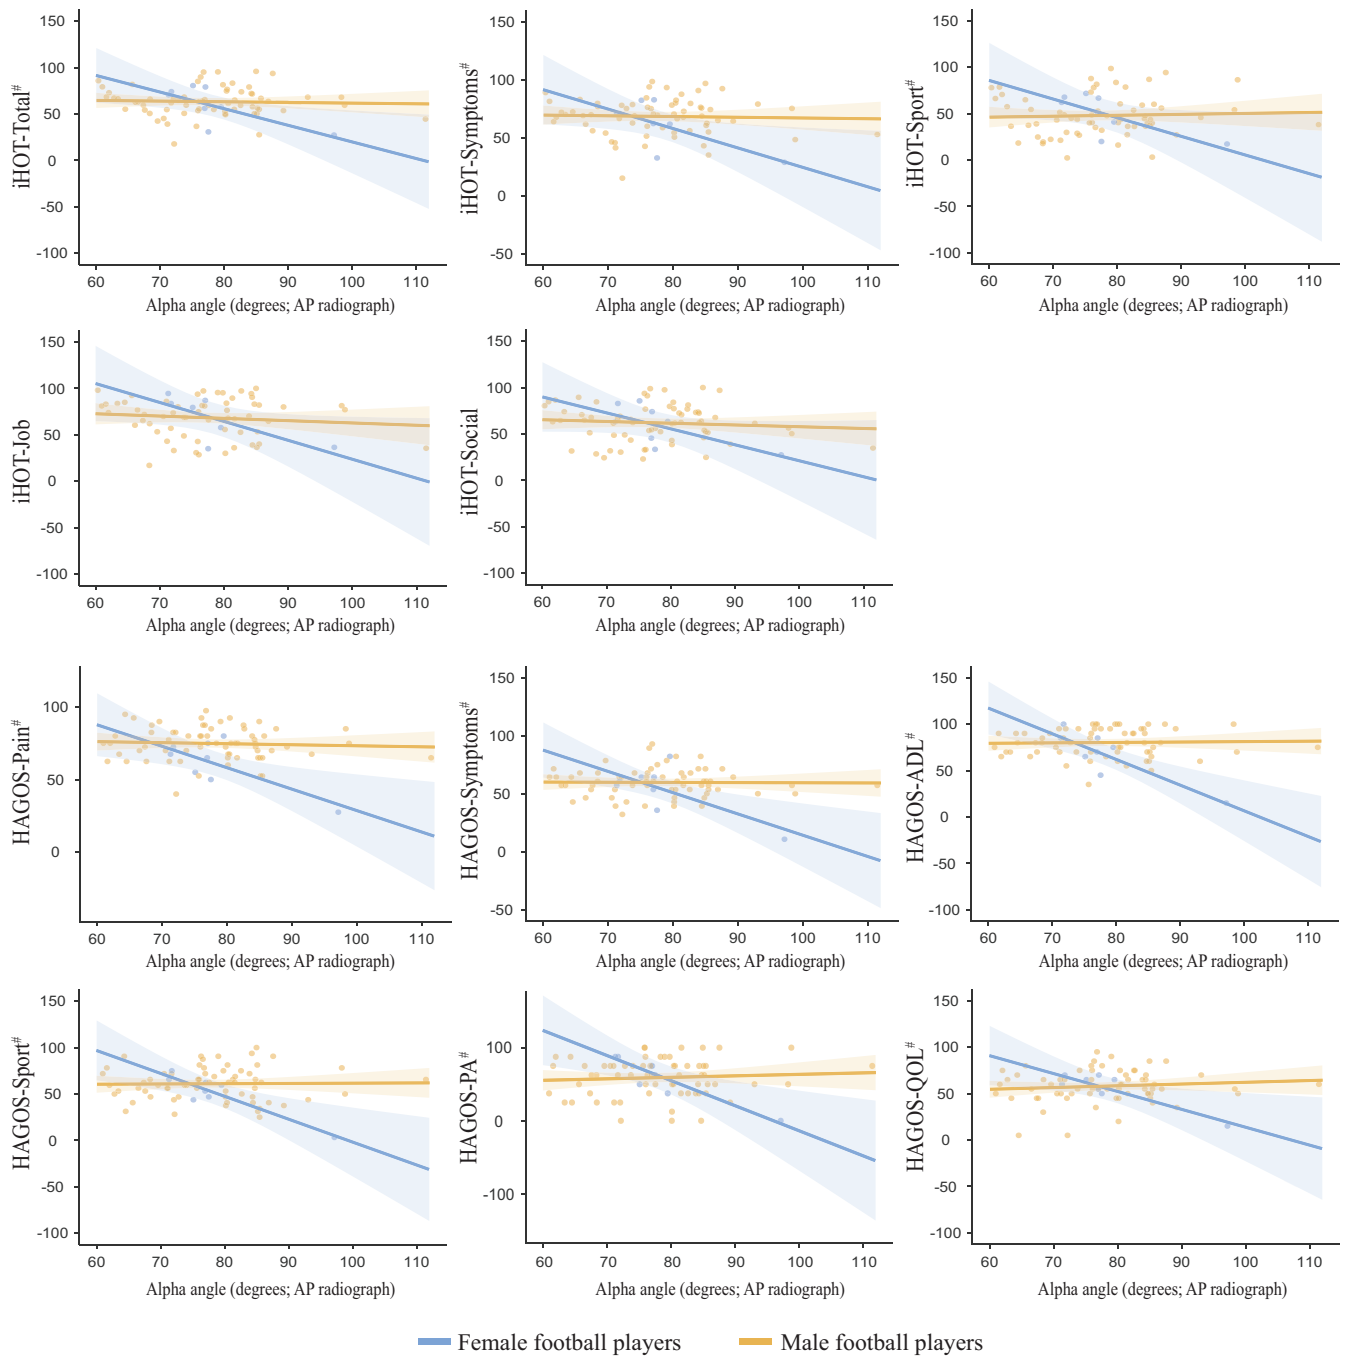 iHOT-Total#
150
100
50
0
-50
-100
60 70 80 90 100 110
Alpha angle (degrees; AP radiograph)
iHOT-Symptoms#
150
100
50
0
-50
60 70 80 90 100 110
Alpha angle (degrees; AP radiograph)
iHOT-Sport#
150
100
50
0
-50
-100
60 70 80 90 100 110
Alpha angle (degrees; AP radiograph)
iHOT-Job
150
100
50
0
-50
-100
60 70 80 90 100 110
Alpha angle (degrees; AP radiograph)
iHOT-Social
150
100
50
0
-50
-100
60 70 80 90 100 110
Alpha angle (degrees; AP radiograph)
HAGOS-Pain#
100
50
0
60 70 80 90 100 110
Alpha angle (degrees; AP radiograph)
HAGOS-Symptoms#
150
100
50
0
-50
60 70 80 90 100 110
Alpha angle (degrees; AP radiograph)
HAGOS-ADL#
150
100
50
0
-50
-100
60 70 80 90 100 110
Alpha angle (degrees; AP radiograph)
HAGOS-Sport#
150
100
50
0
-50
-100
60 70 80 90 100 110
Alpha angle (degrees; AP radiograph)
HAGOS-PA#
100
0
-100
60 70 80 90 100 110
Alpha angle (degrees; AP radiograph)
HAGOS-QOL#
150
100
50
0
-50
-100
60 70 80 90 100 110
Alpha angle (degrees; AP radiograph)
Female football players
Male football players